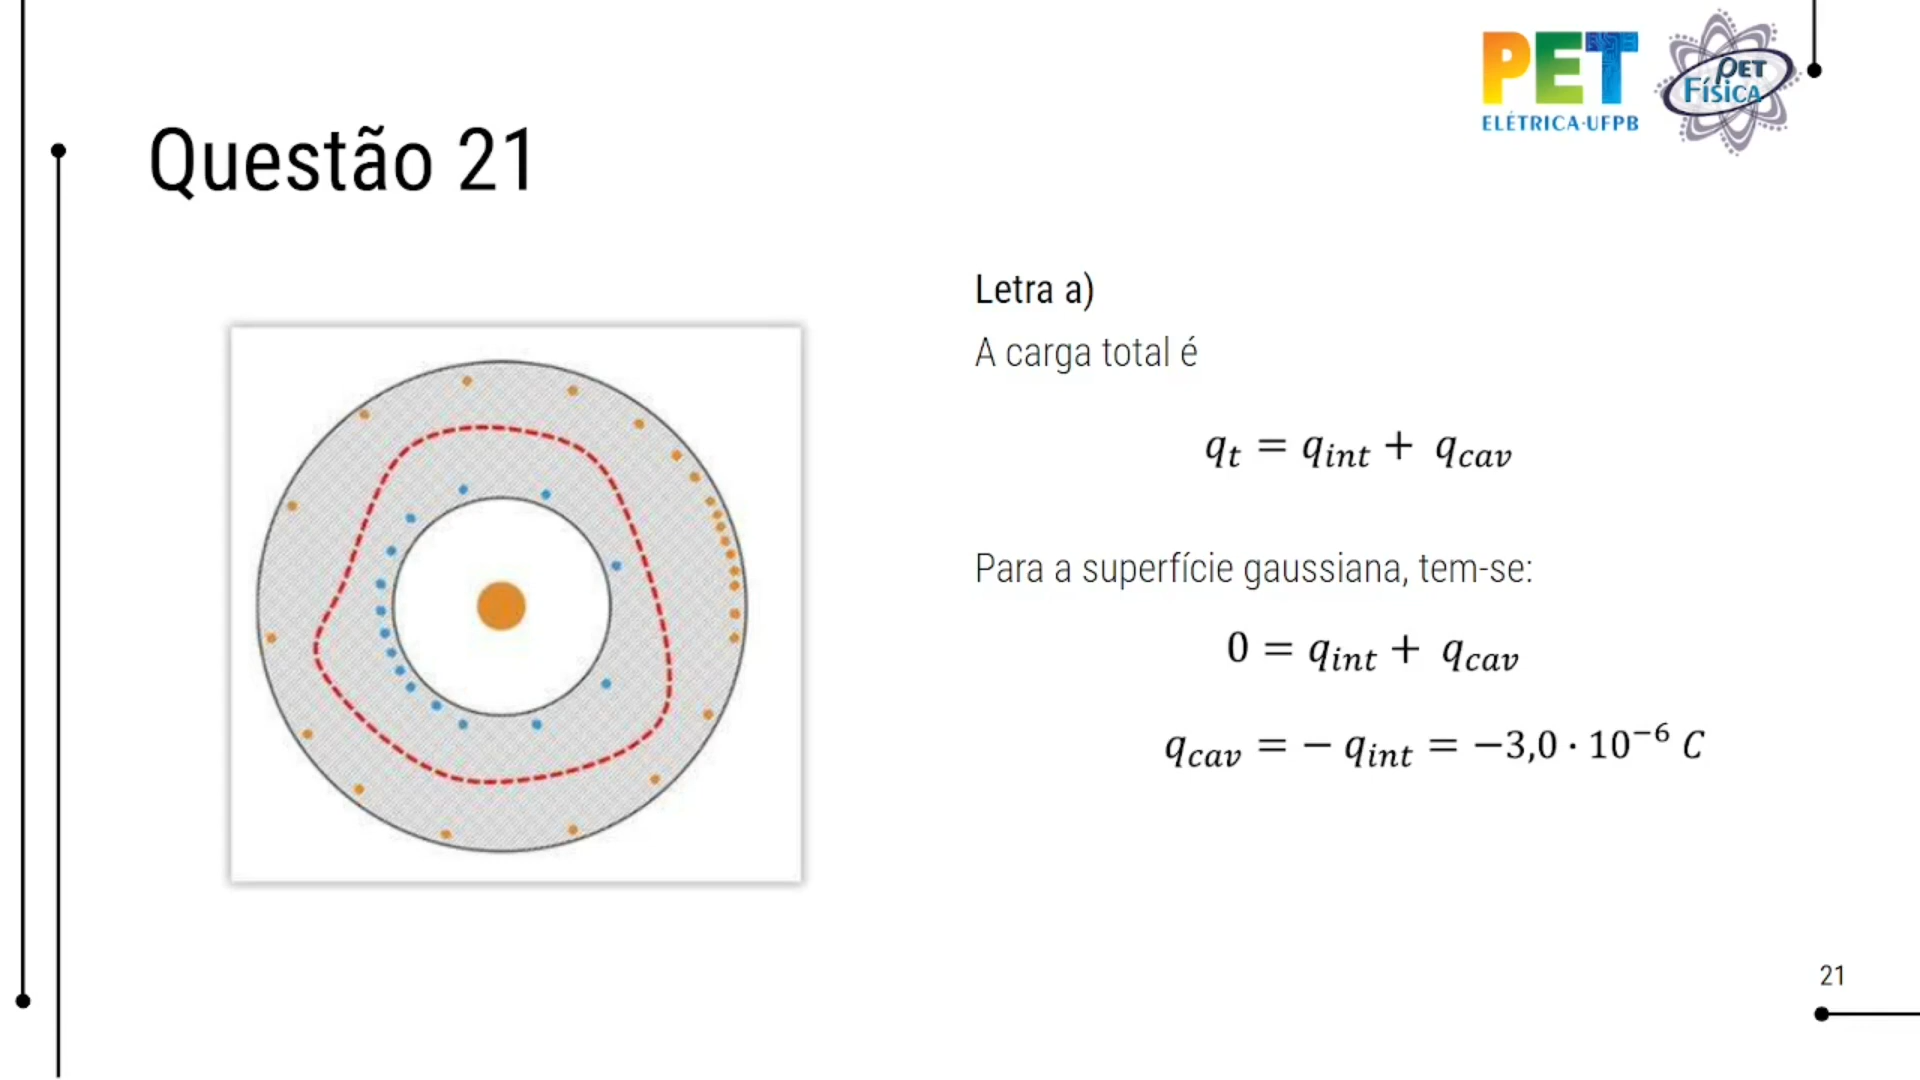 PET
ELÉTRICA·UFPB
PET
FÍSICA
Questão 21
Letra a)
A carga total é
q_t = q_int + q_cav
Para a superfície gaussiana, tem-se:
0 = q_int + q_cav
q_cav = − q_int = −3,0 · 10⁻⁶ C
21